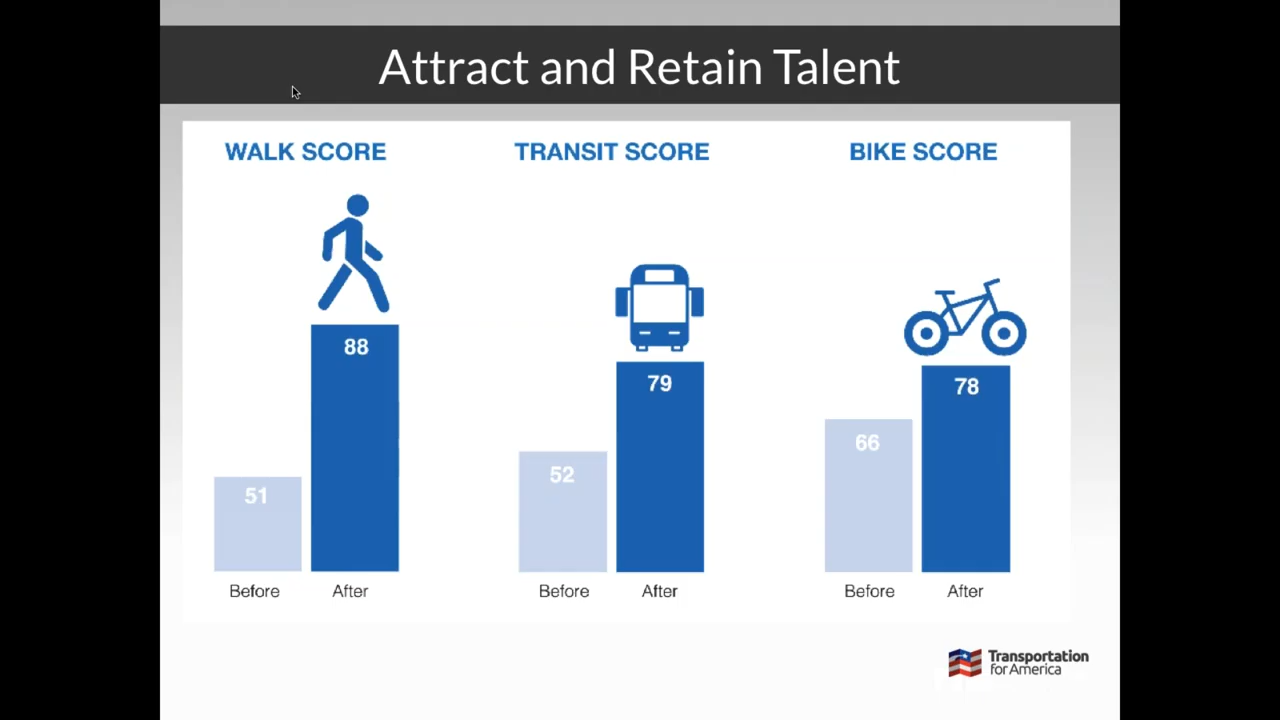 Attract and Retain Talent
WALK SCORE
TRANSIT SCORE
BIKE SCORE
88
51
79
52
78
66
Before
After
Before
After
Before
After
Transportation
for America